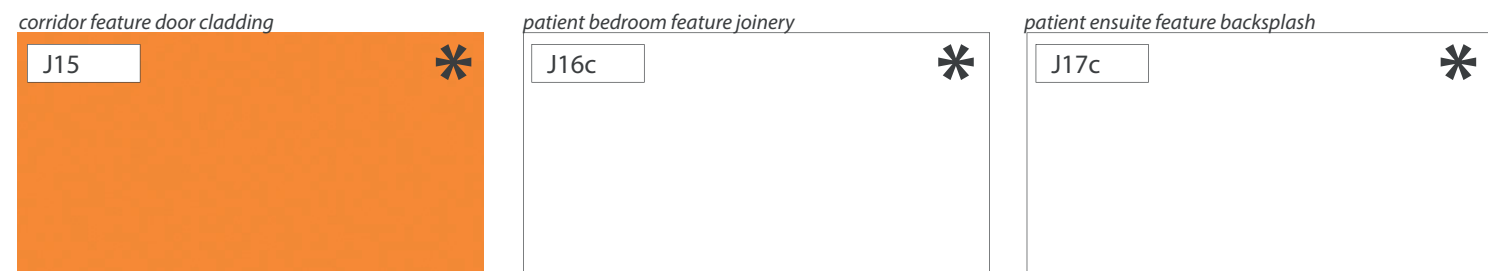 corridor feature door cladding
J15
*
patient bedroom feature joinery
J16c
*
patient ensuite feature backsplash
J17c
*